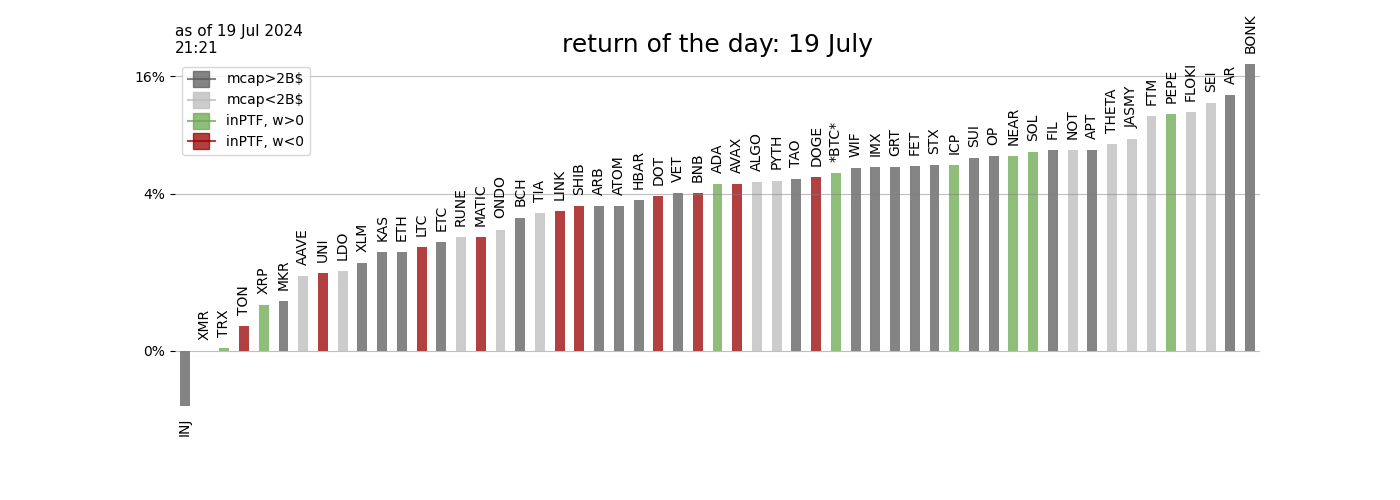 as of 19 Jul 2024
21:21
return of the day: 19 July
mcap>2B$
mcap<2B$
inPTF, w>0
inPTF, w<0
16%
4%
0%
INJ
XMR
TRX
TON
XRP
MKR
AAVE
UNI
LDO
XLM
KAS
ETH
LTC
ETC
RUNE
MATIC
ONDO
BCH
TIA
LINK
SHIB
ARB
ATOM
HBAR
DOT
VET
BNB
ADA
AVAX
ALGO
PYTH
TAO
DOGE
*BTC*
WIF
IMX
GRT
FET
STX
ICP
SUI
OP
NEAR
SOL
FIL
NOT
APT
THETA
JASMY
FTM
PEPE
FLOKI
SEI
AR
BONK